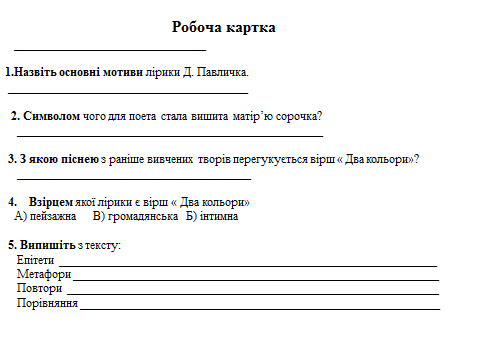 Робоча картка
1.Назвіть основні мотиви лірики Д. Павличка.
2. Символом чого для поета стала вишита матір’ю сорочка?
3. З якою піснею з раніше вивчених творів перегукується вірш « Два кольори»?
4. Взірцем якої лірики є вірш « Два кольори»
А) пейзажна В) громадянська Б) інтимна
5. Випишіть з тексту:
Епітети
Метафори
Повтори
Порівняння